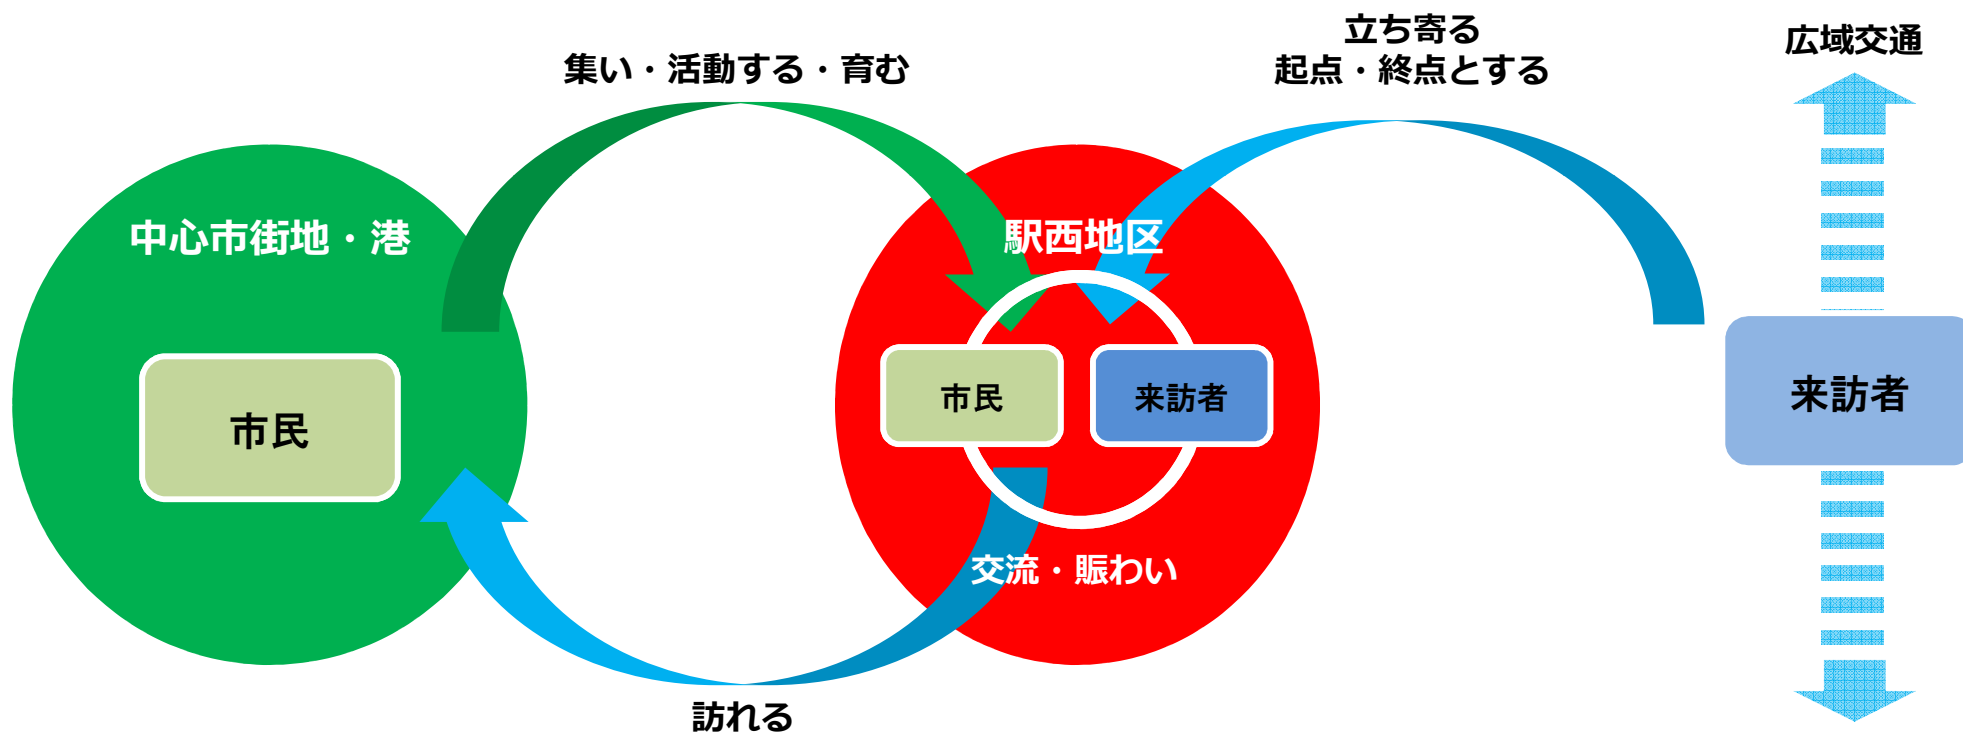 集い・活動する・育む
立ち寄る
起点・終点とする
広域交通
中心市街地・港
駅西地区
市民
市民
来訪者
来訪者
交流・賑わい
訪れる